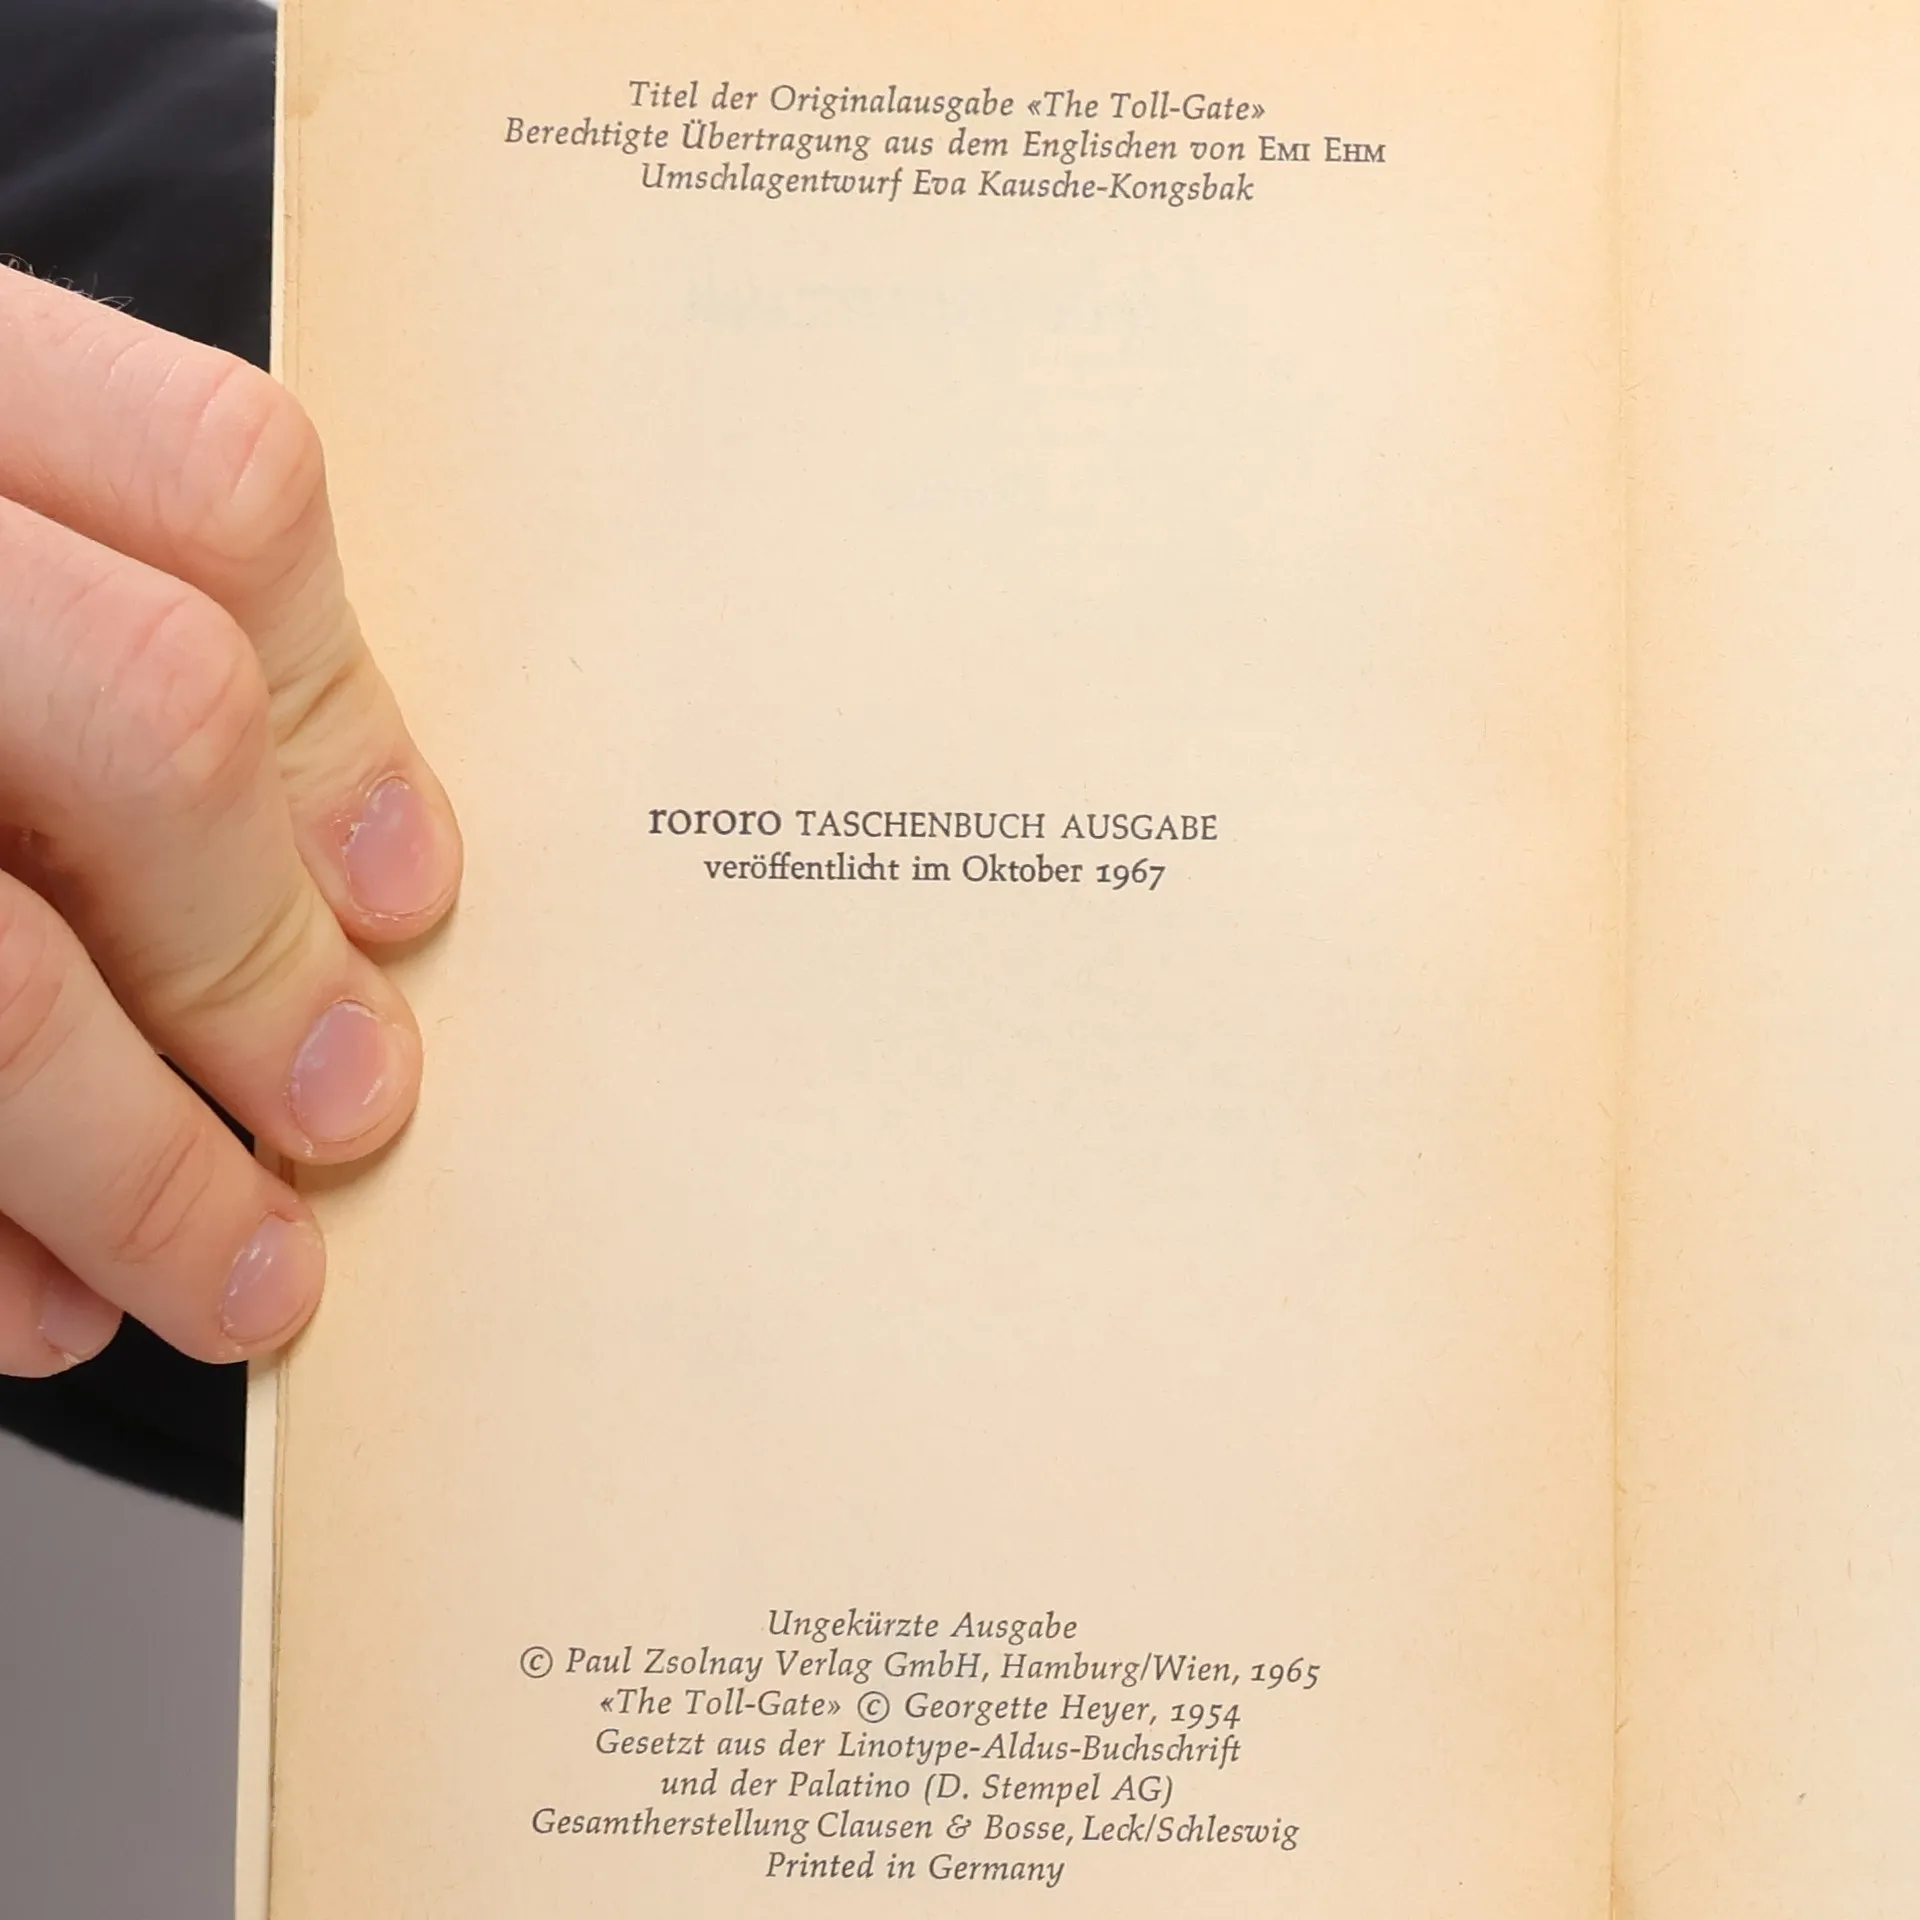 Titel der Originalausgabe «The Toll-Gate»
Berechtigte Übertragung aus dem Englischen von EMI EHM
Umschlagentwurf Eva Kausche-Kongsbak
rororo TASCHENBUCH AUSGABE
veröffentlicht im Oktober 1967
Ungekürzte Ausgabe
© Paul Zsolnay Verlag GmbH, Hamburg/Wien, 1965
«The Toll-Gate» © Georgette Heyer, 1954
Gesetzt aus der Linotype-Aldus-Buchschrift
und der Palatino (D. Stempel AG)
Gesamtherstellung Clausen & Bosse, Leck/Schleswig
Printed in Germany